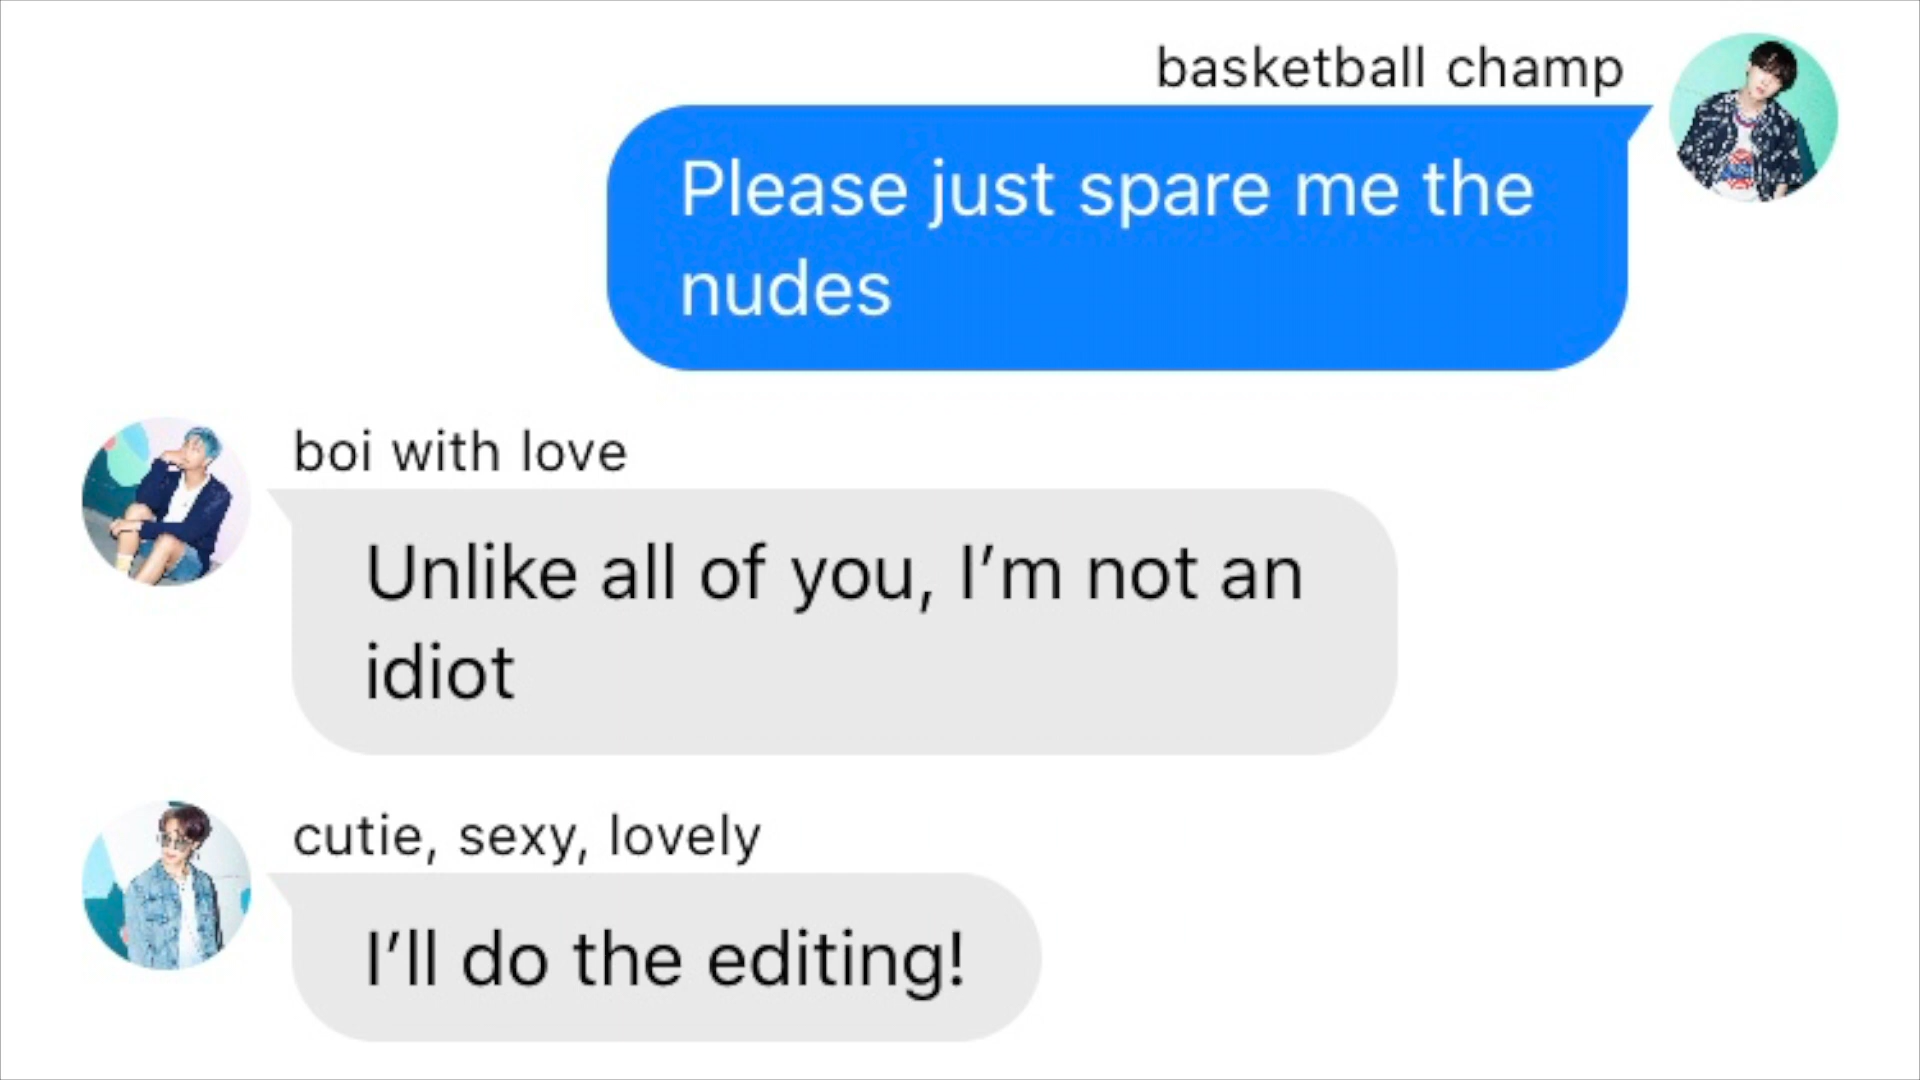 basketball champ
Please just spare me the
nudes
boi with love
Unlike all of you, I’m not an
idiot
cutie, sexy, lovely
I’ll do the editing!